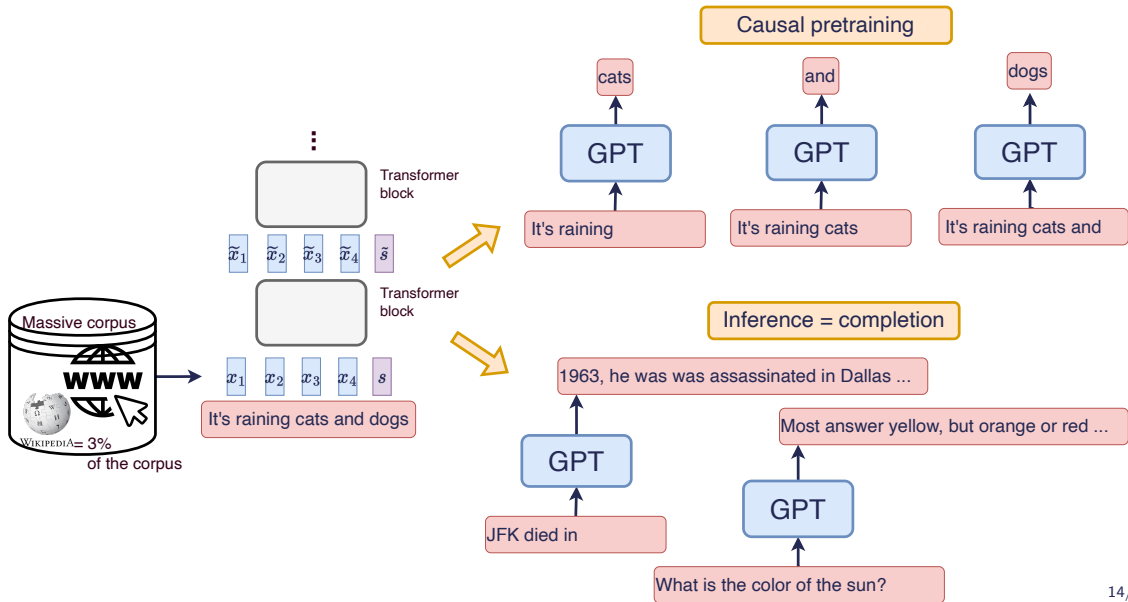 Causal pretraining
cats
and
dogs
GPT
GPT
GPT
It's raining
It's raining cats
It's raining cats and
⋮
Transformer
block
x̃₁ x̃₂ x̃₃ x̃₄ s̃
Transformer
block
x₁ x₂ x₃ x₄ s
It's raining cats and dogs
Massive corpus
www
Ω W
WIKIPEDIA = 3%
of the corpus
Inference = completion
1963, he was was assassinated in Dallas ...
GPT
JFK died in
Most answer yellow, but orange or red ...
GPT
What is the color of the sun?
14/